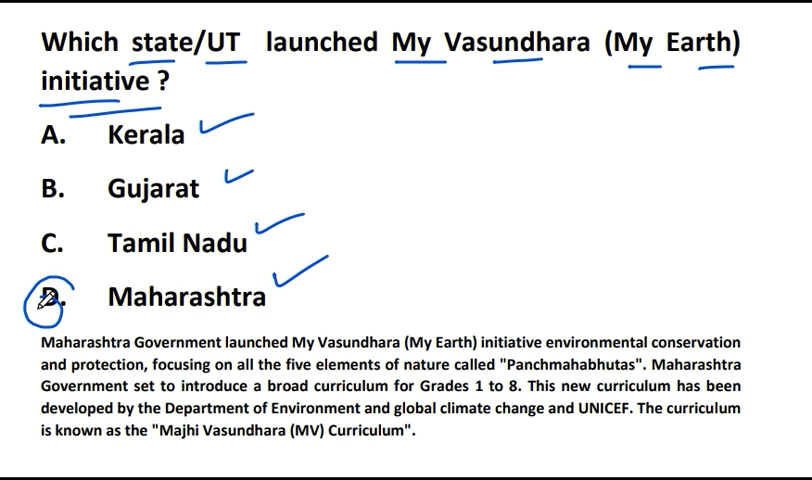 Which state/UT launched My Vasundhara (My Earth)
initiative ?
A. Kerala
B. Gujarat
C. Tamil Nadu
D. Maharashtra
Maharashtra Government launched My Vasundhara (My Earth) initiative environmental conservation
and protection, focusing on all the five elements of nature called "Panchmahabhutas". Maharashtra
Government set to introduce a broad curriculum for Grades 1 to 8. This new curriculum has been
developed by the Department of Environment and global climate change and UNICEF. The curriculum
is known as the "Majhi Vasundhara (MV) Curriculum".